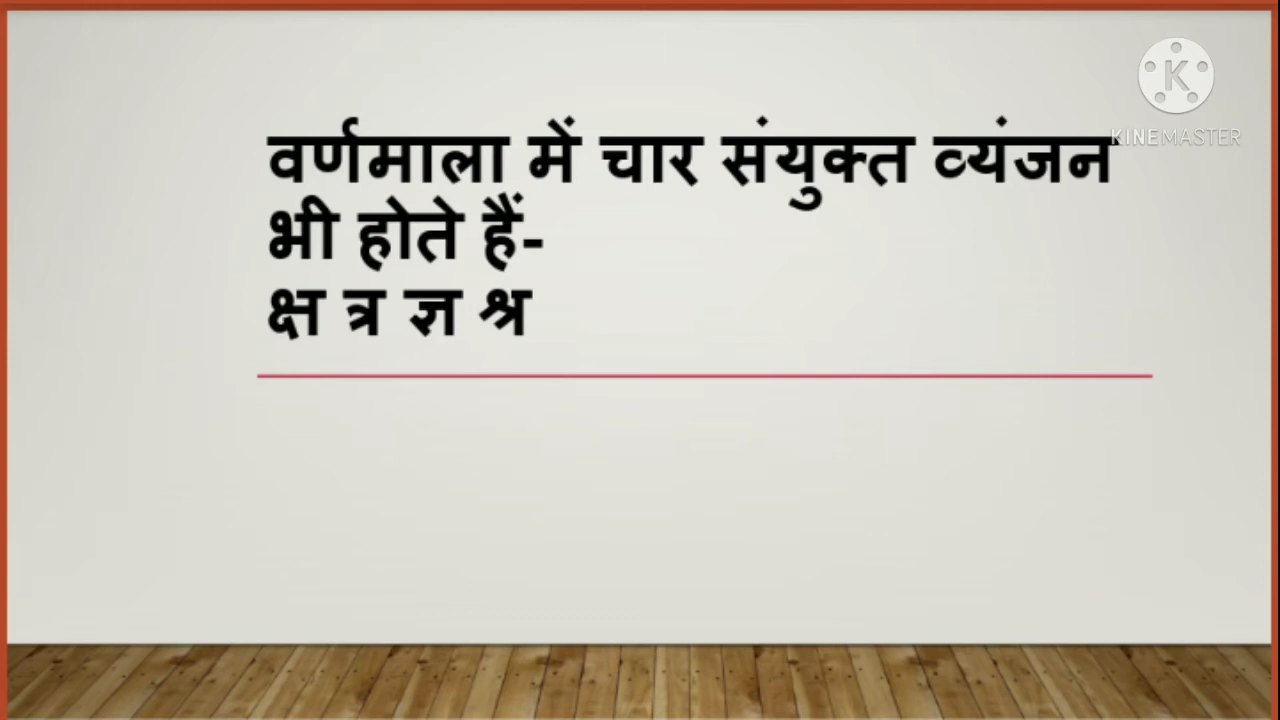 वर्णमाला में चार संयुक्त व्यंजन
भी होते हैं-
क्ष त्र ज्ञ श्र
KINEMASTER